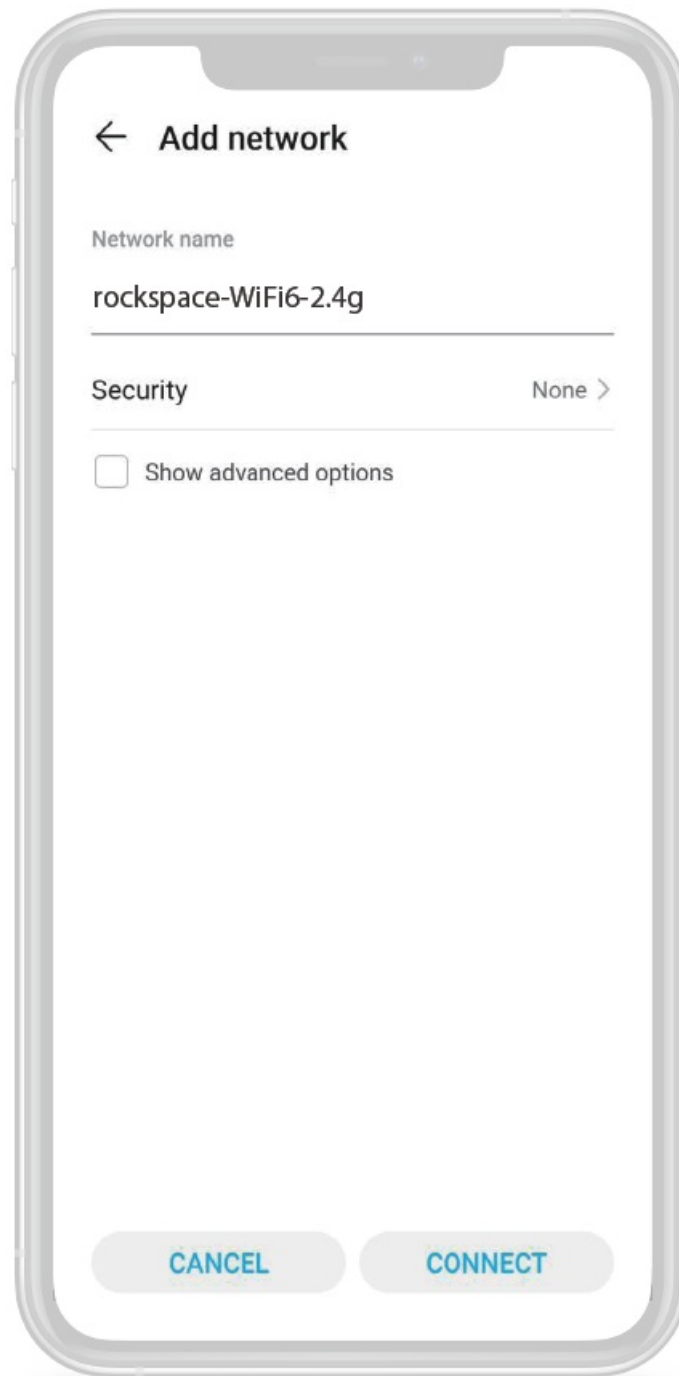 Add network
Network name
rockspace-WiFi6-2.4g
Security None
Show advanced options
CANCEL CONNECT